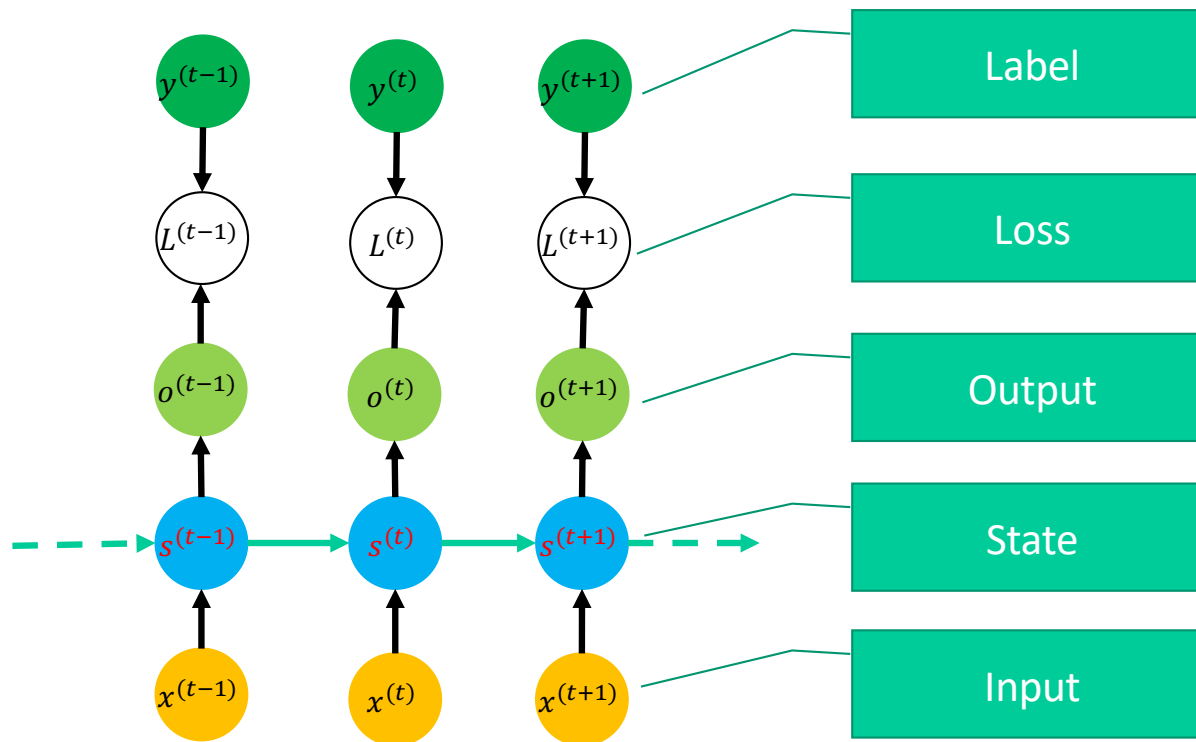 y^{(t−1)} y^{(t)} y^{(t+1)} Label
L^{(t−1)} L^{(t)} L^{(t+1)} Loss
o^{(t−1)} o^{(t)} o^{(t+1)} Output
s^{(t−1)} s^{(t)} s^{(t+1)} State
x^{(t−1)} x^{(t)} x^{(t+1)} Input